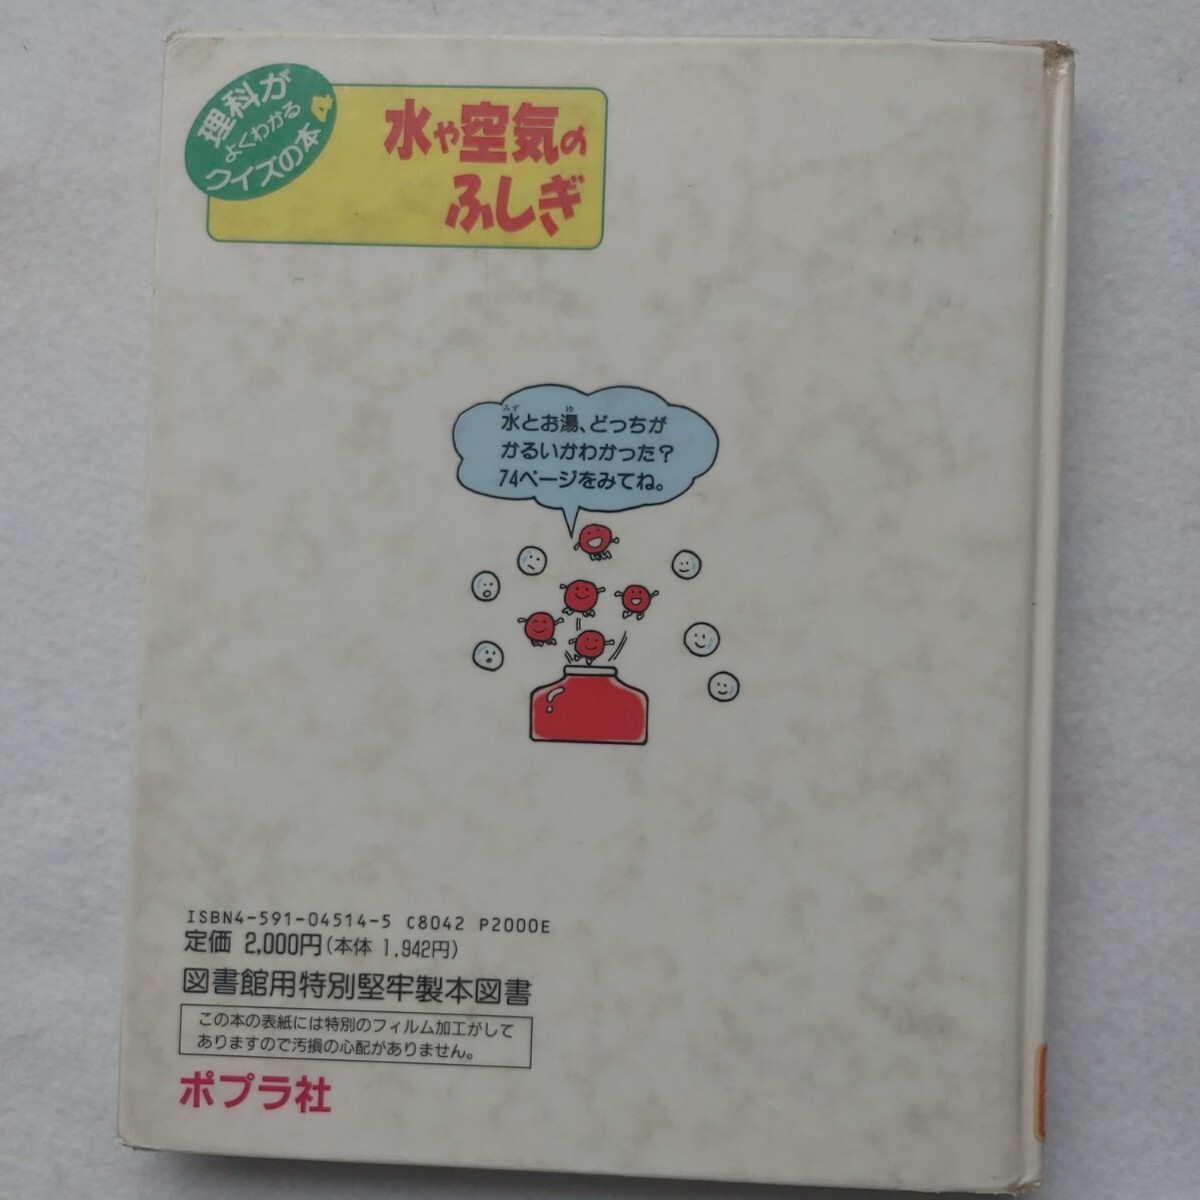 理科が
よくわかる
クイズの本 4
水や空気の
ふしぎ
水とお湯、どっちが
かるいかわかった?
74ページをみてね。
ISBN4-591-04514-5 C8042 P2000E
定価 2,000円(本体 1,942円)
図書館用特別堅牢製本図書
この本の表紙には特別のフィルム加工がして
ありますので汚損の心配がありません。
ポプラ社